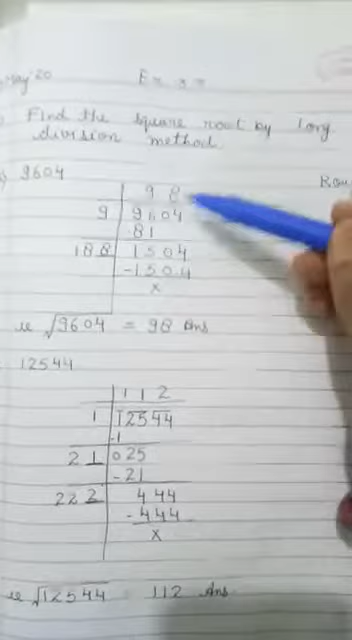 May'20
Find the square root by long
division method
9604
9 8
9 9604
-81
188 1504
-1504
x
√9604 = 98 Ans
12544
1 1 2
1 12544
-1
21 025
-21
222 444
-444
x
√12544 112 Ans